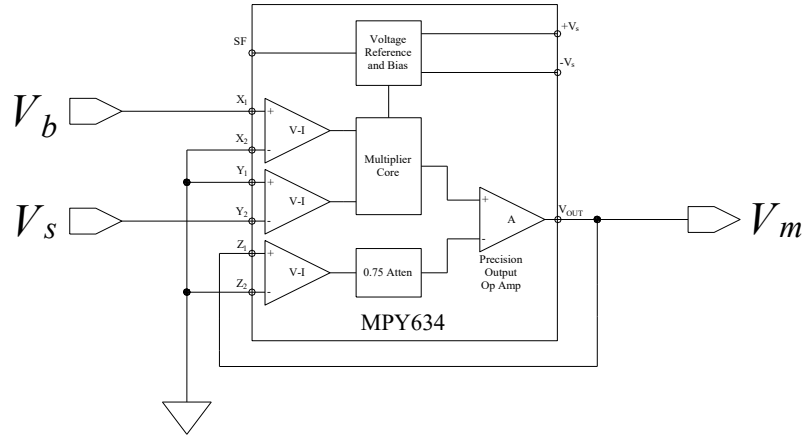 SF
Voltage
Reference
and Bias
+Vs
-Vs
Vb
X1
+
V-I
X2
-
Multiplier
Core
Y1
+
V-I
Vs
Y2
-
+
A
-
VOUT
Vm
Z1
+
V-I
Z2
-
0.75 Atten
Precision
Output
Op Amp
MPY634